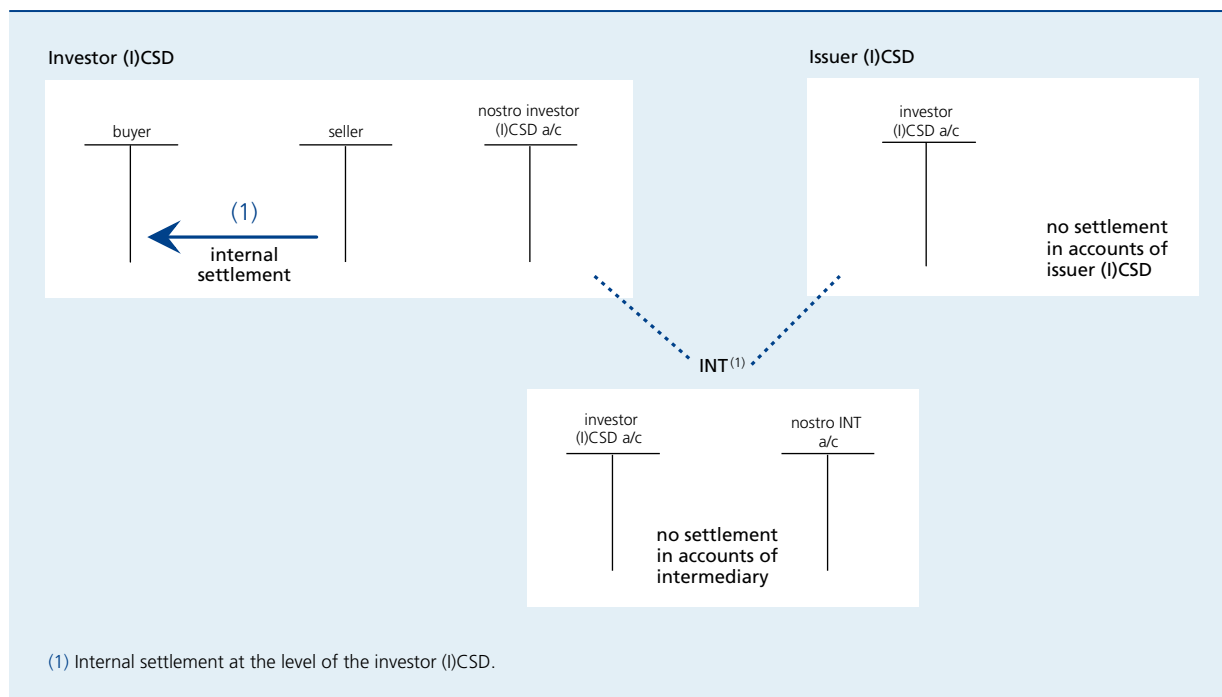 Investor (I)CSD
buyer
seller
nostro investor
(I)CSD a/c
(1)
internal
settlement
Issuer (I)CSD
investor
(I)CSD a/c
no settlement
in accounts of
issuer (I)CSD
INT(1)
investor
(I)CSD a/c
nostro INT
a/c
no settlement
in accounts of
intermediary
(1) Internal settlement at the level of the investor (I)CSD.